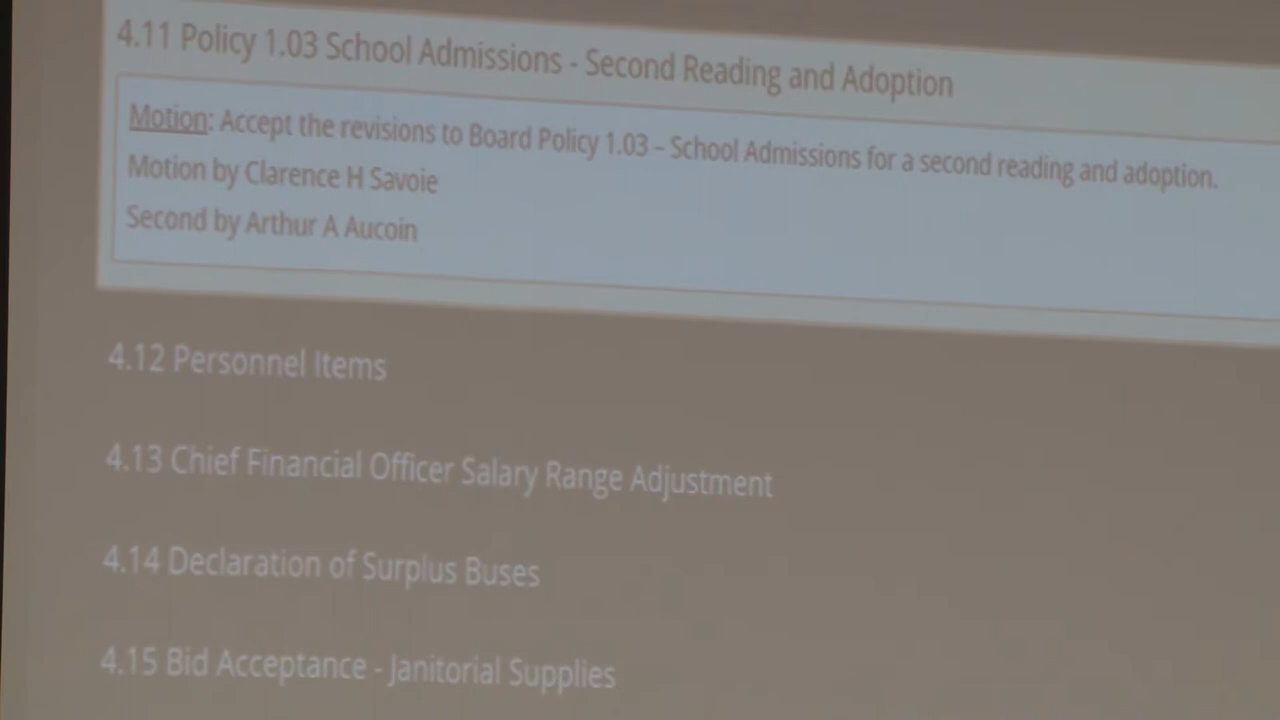 4.11 Policy 1.03 School Admissions - Second Reading and Adoption
Motion: Accept the revisions to Board Policy 1.03 – School Admissions for a second reading and adoption.
Motion by Clarence H Savoie
Second by Arthur A Aucoin
4.12 Personnel Items
4.13 Chief Financial Officer Salary Range Adjustment
4.14 Declaration of Surplus Buses
4.15 Bid Acceptance - Janitorial Supplies